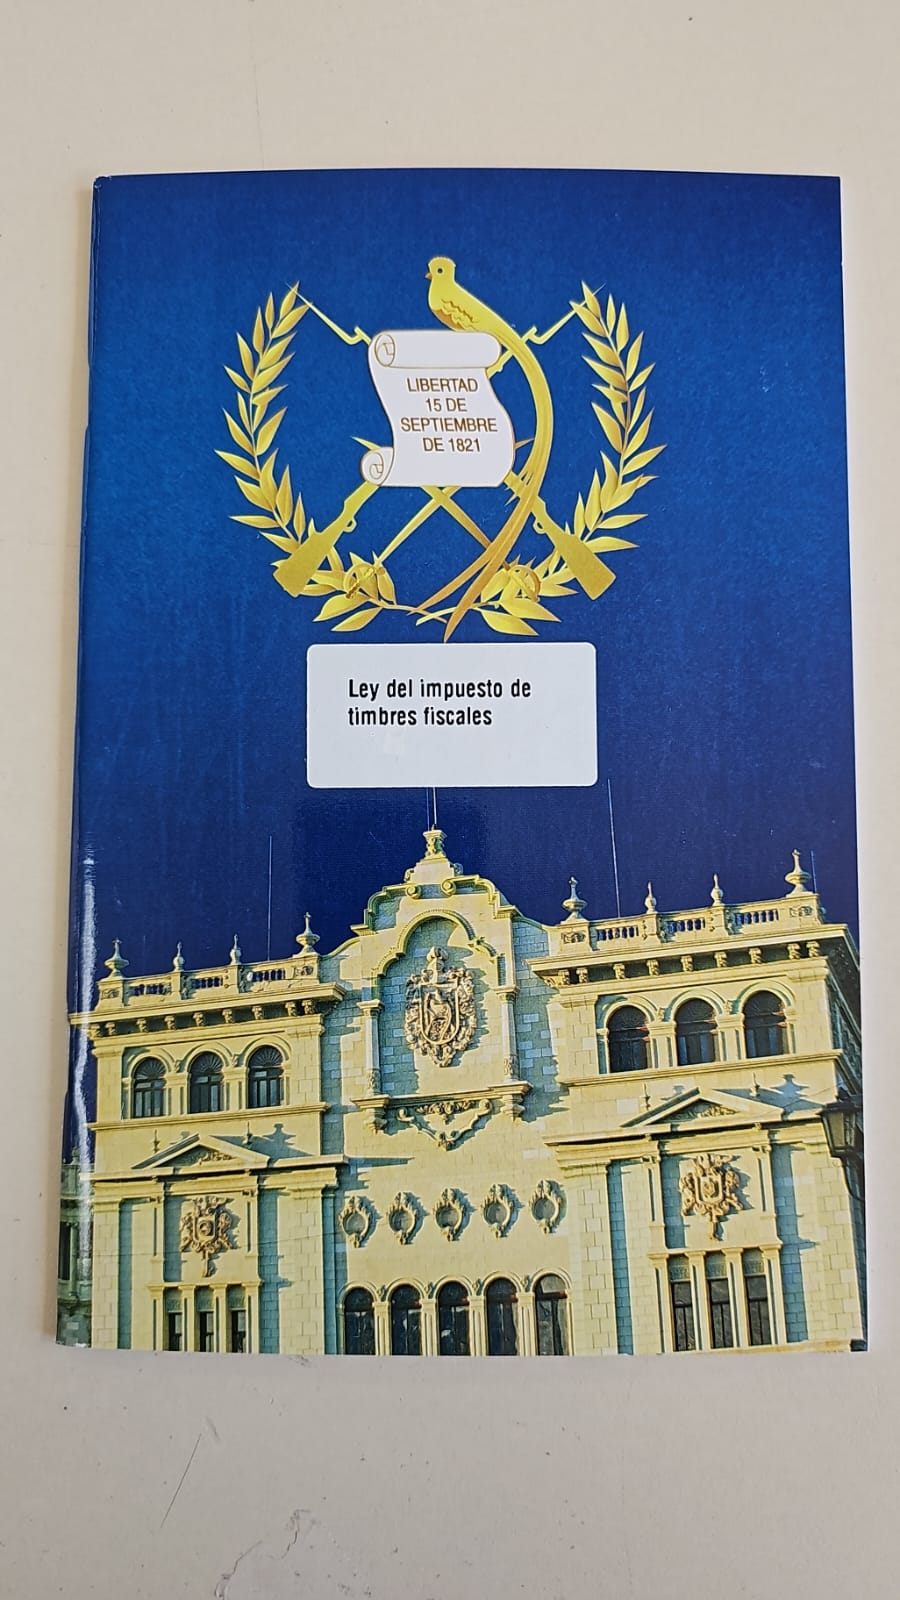 LIBERTAD
15 DE
SEPTIEMBRE
DE 1821
Ley del impuesto de
timbres fiscales